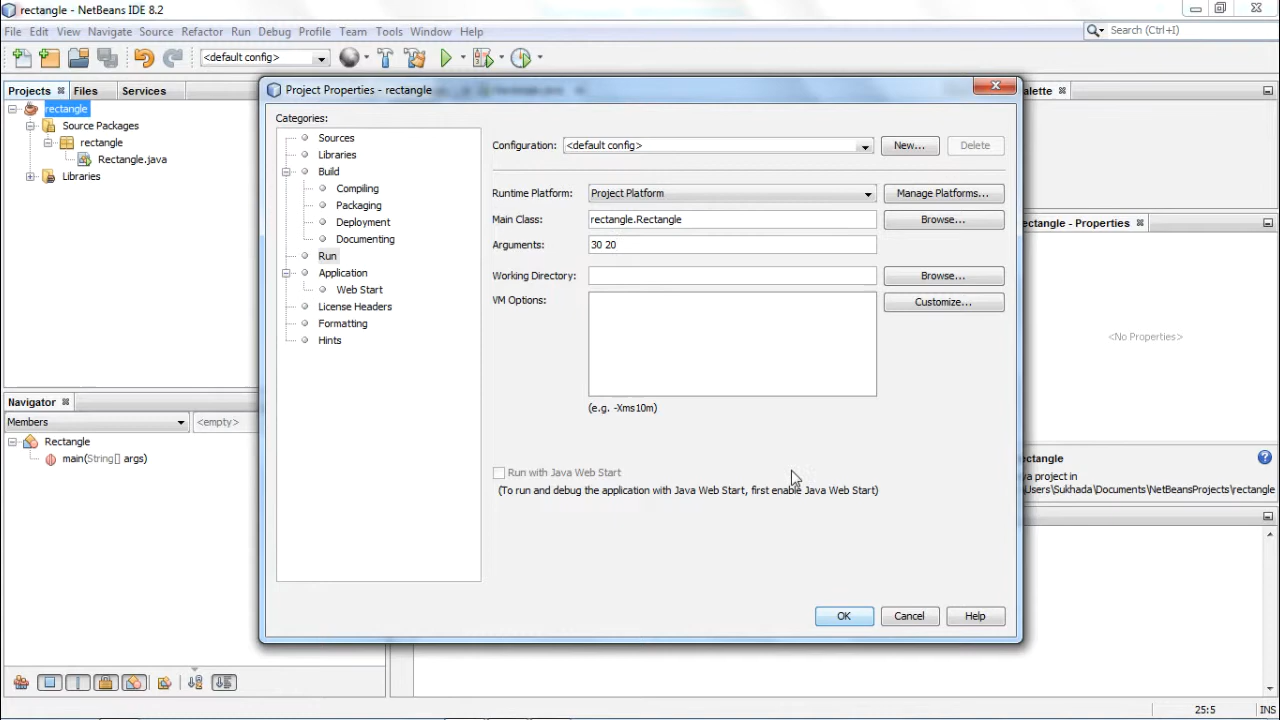 rectangle - NetBeans IDE 8.2
File Edit View Navigate Source Refactor Run Debug Profile Team Tools Window Help
Search (Ctrl+I)
<default config>
Projects Files Services
rectangle
Source Packages
rectangle
Rectangle.java
Libraries
Navigator
Members
<empty>
Rectangle
main(String[] args)
Project Properties - rectangle
Categories:
Sources
Libraries
Build
Compiling
Packaging
Deployment
Documenting
Run
Application
Web Start
License Headers
Formatting
Hints
Configuration: <default config> New... Delete
Runtime Platform: Project Platform Manage Platforms...
Main Class: rectangle.Rectangle Browse...
Arguments: 30 20
Working Directory: Browse...
VM Options: Customize...
(e.g. -Xms10m)
Run with Java Web Start
(To run and debug the application with Java Web Start, first enable Java Web Start)
OK Cancel Help
alette
ectangle - Properties
<No Properties>
ectangle
va project in
Users\Sukhada\Documents\NetBeansProjects\rectangle
25:5 INS